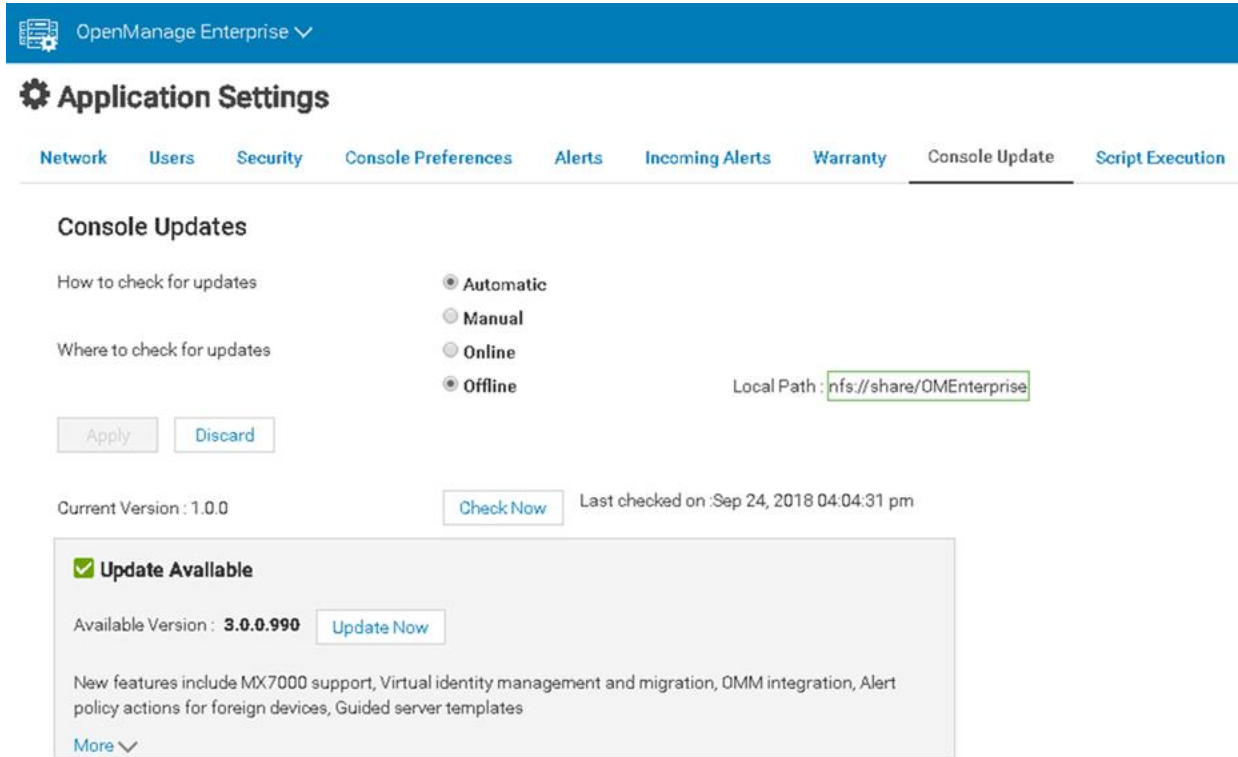 OpenManage Enterprise
Application Settings
Network Users Security Console Preferences Alerts Incoming Alerts Warranty Console Update Script Execution
Console Updates
How to check for updates Automatic
Manual
Where to check for updates Online
Offline Local Path : nfs://share/OMEnterprise
Apply Discard
Current Version : 1.0.0 Check Now Last checked on :Sep 24, 2018 04:04:31 pm
Update Available
Available Version : 3.0.0.990 Update Now
New features include MX7000 support, Virtual identity management and migration, OMM integration, Alert
policy actions for foreign devices, Guided server templates
More